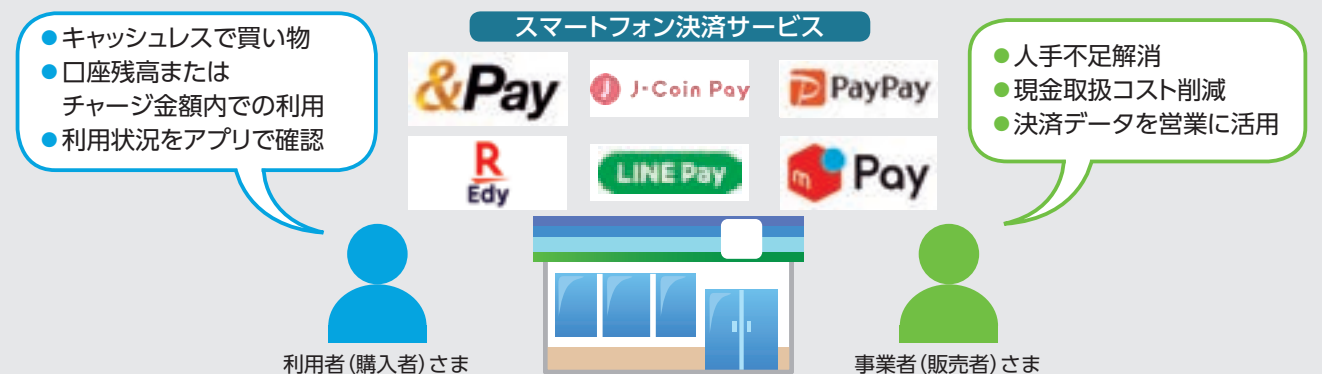 スマートフォン決済サービス
●キャッシュレスで買い物
●口座残高または
チャージ金額内での利用
●利用状況をアプリで確認
&Pay
J-Coin Pay
P PayPay
R
Edy
LINE Pay
m Pay
●人手不足解消
●現金取扱コスト削減
●決済データを営業に活用
利用者(購入者)さま
事業者(販売者)さま